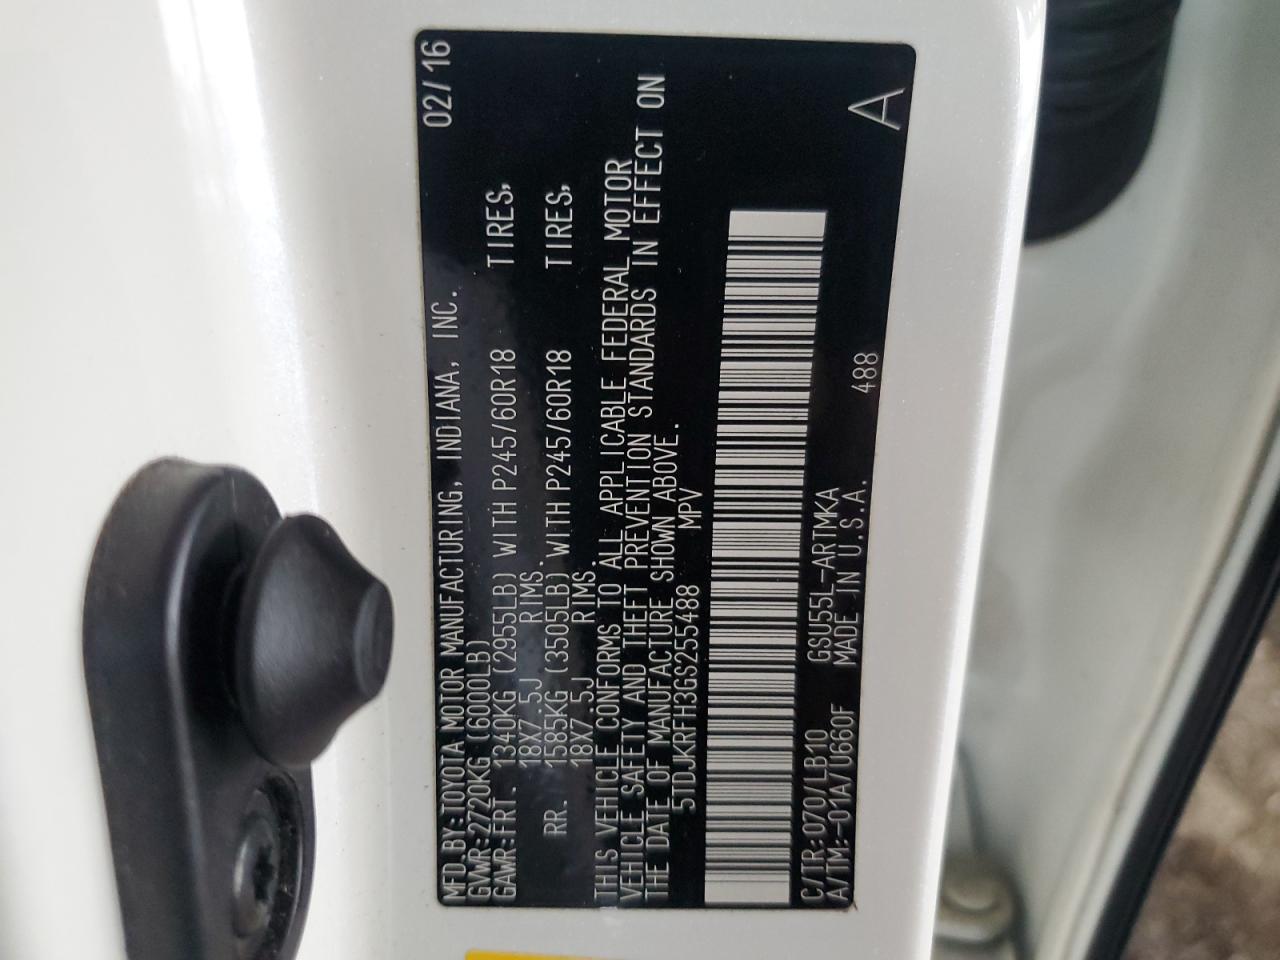 MFD.BY:TOYOTA MOTOR MANUFACTURING, INDIANA, INC. 02/16
GVWR:2720KG (6000LB)
GAWR:FRT. 1340KG (2955LB) WITH P245/60R18 TIRES,
18X7.5J RIMS.
RR. 1585KG (3505LB) WITH P245/60R18 TIRES,
18X7.5J RIMS.
THIS VEHICLE CONFORMS TO ALL APPLICABLE FEDERAL MOTOR
VEHICLE SAFETY AND THEFT PREVENTION STANDARDS IN EFFECT ON
THE DATE OF MANUFACTURE SHOWN ABOVE.
5TDJKRFH3GS255488 MPV
C/TR:070/LB10 GSU55L-ARTMKA
A/TM:-01A/U660F MADE IN U.S.A. 488 A